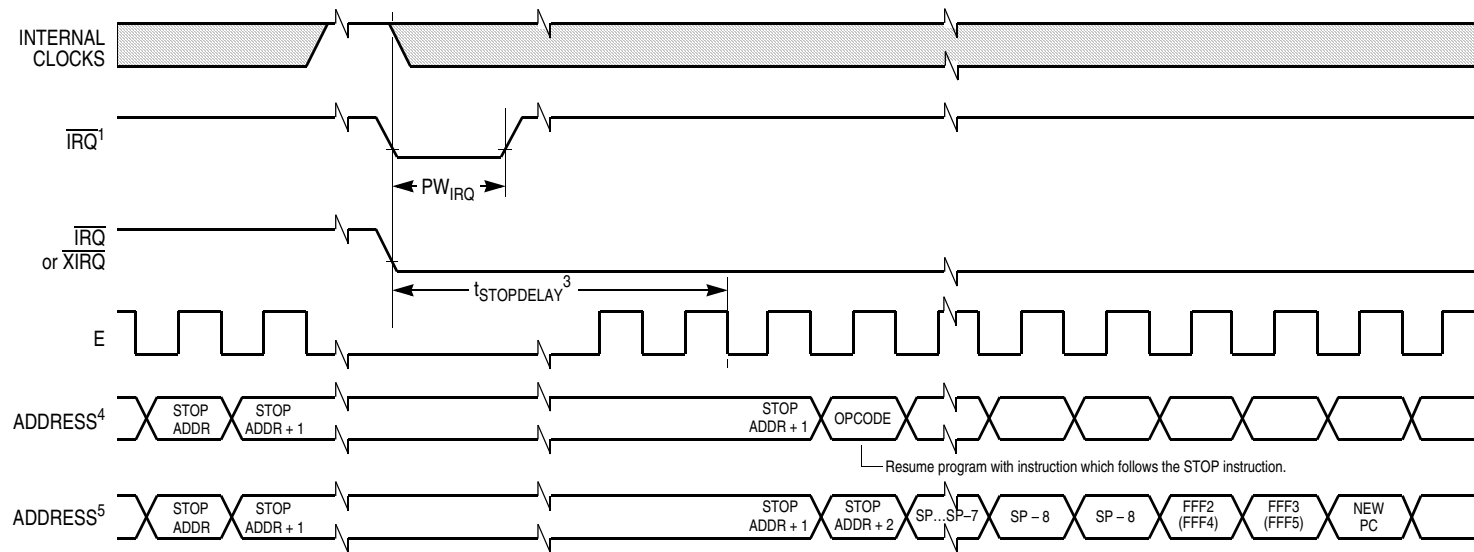 INTERNAL
CLOCKS
IRQ1
PWIRQ
IRQ
or XIRQ
tSTOPDELAY3
E
ADDRESS4
STOP
ADDR
STOP
ADDR + 1
STOP
ADDR + 1
OPCODE
Resume program with instruction which follows the STOP instruction.
ADDRESS5
STOP
ADDR
STOP
ADDR + 1
STOP
ADDR + 1
STOP
ADDR + 2
SP…SP–7
SP – 8
SP – 8
FFF2
(FFF4)
FFF3
(FFF5)
NEW
PC